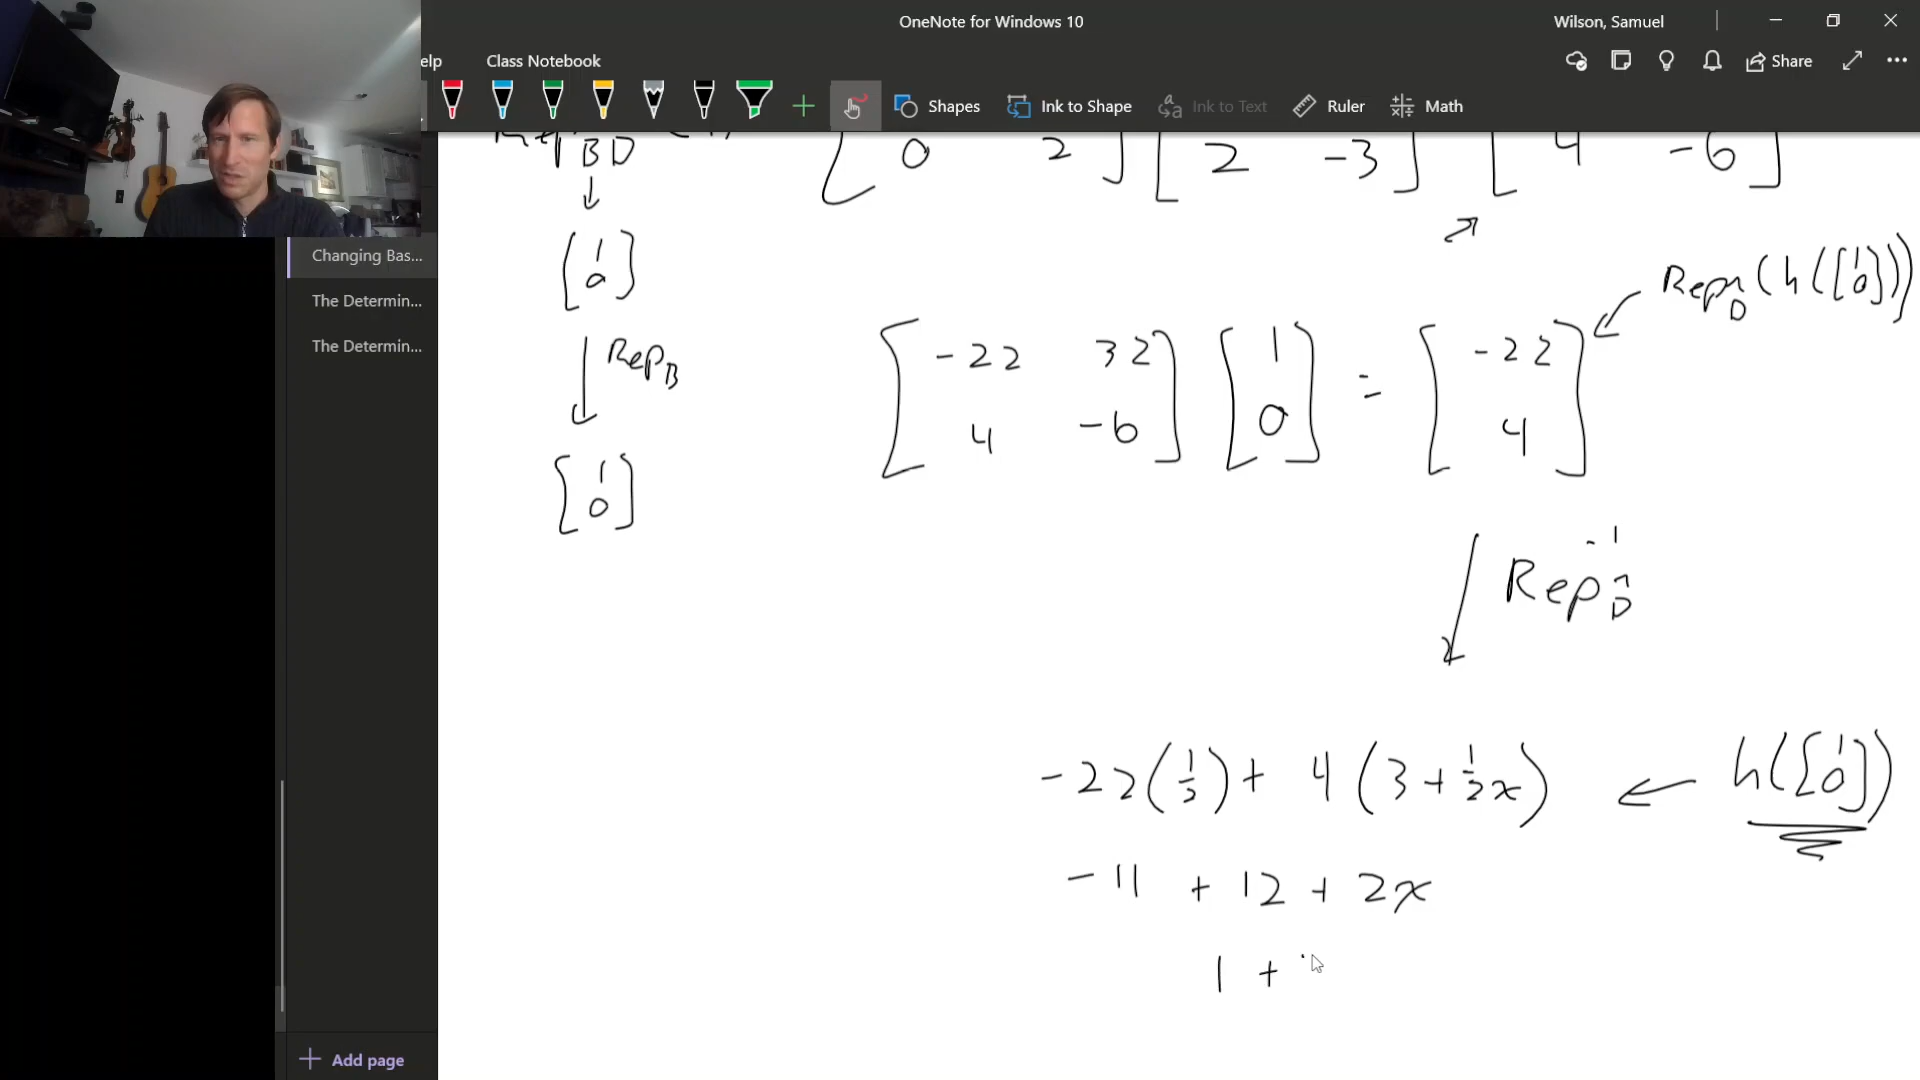 OneNote for Windows 10
Wilson, Samuel
elp Class Notebook Share
Shapes Ink to Shape Ink to Text Ruler Math
Changing Bas...
The Determin...
The Determin...
Add page
BD
[0 2] [2 -3] [4 -6]
[1 0]
Rep_B
[1 0]
Rep_D̂(h([1 0]))
[-22 32
4 -6] [1
0] = [-22
4]
Rep_D̂^-1
-22(1/2) + 4(3 + 1/2x) ← h([1 0])
-11 + 12 + 2x
1 +